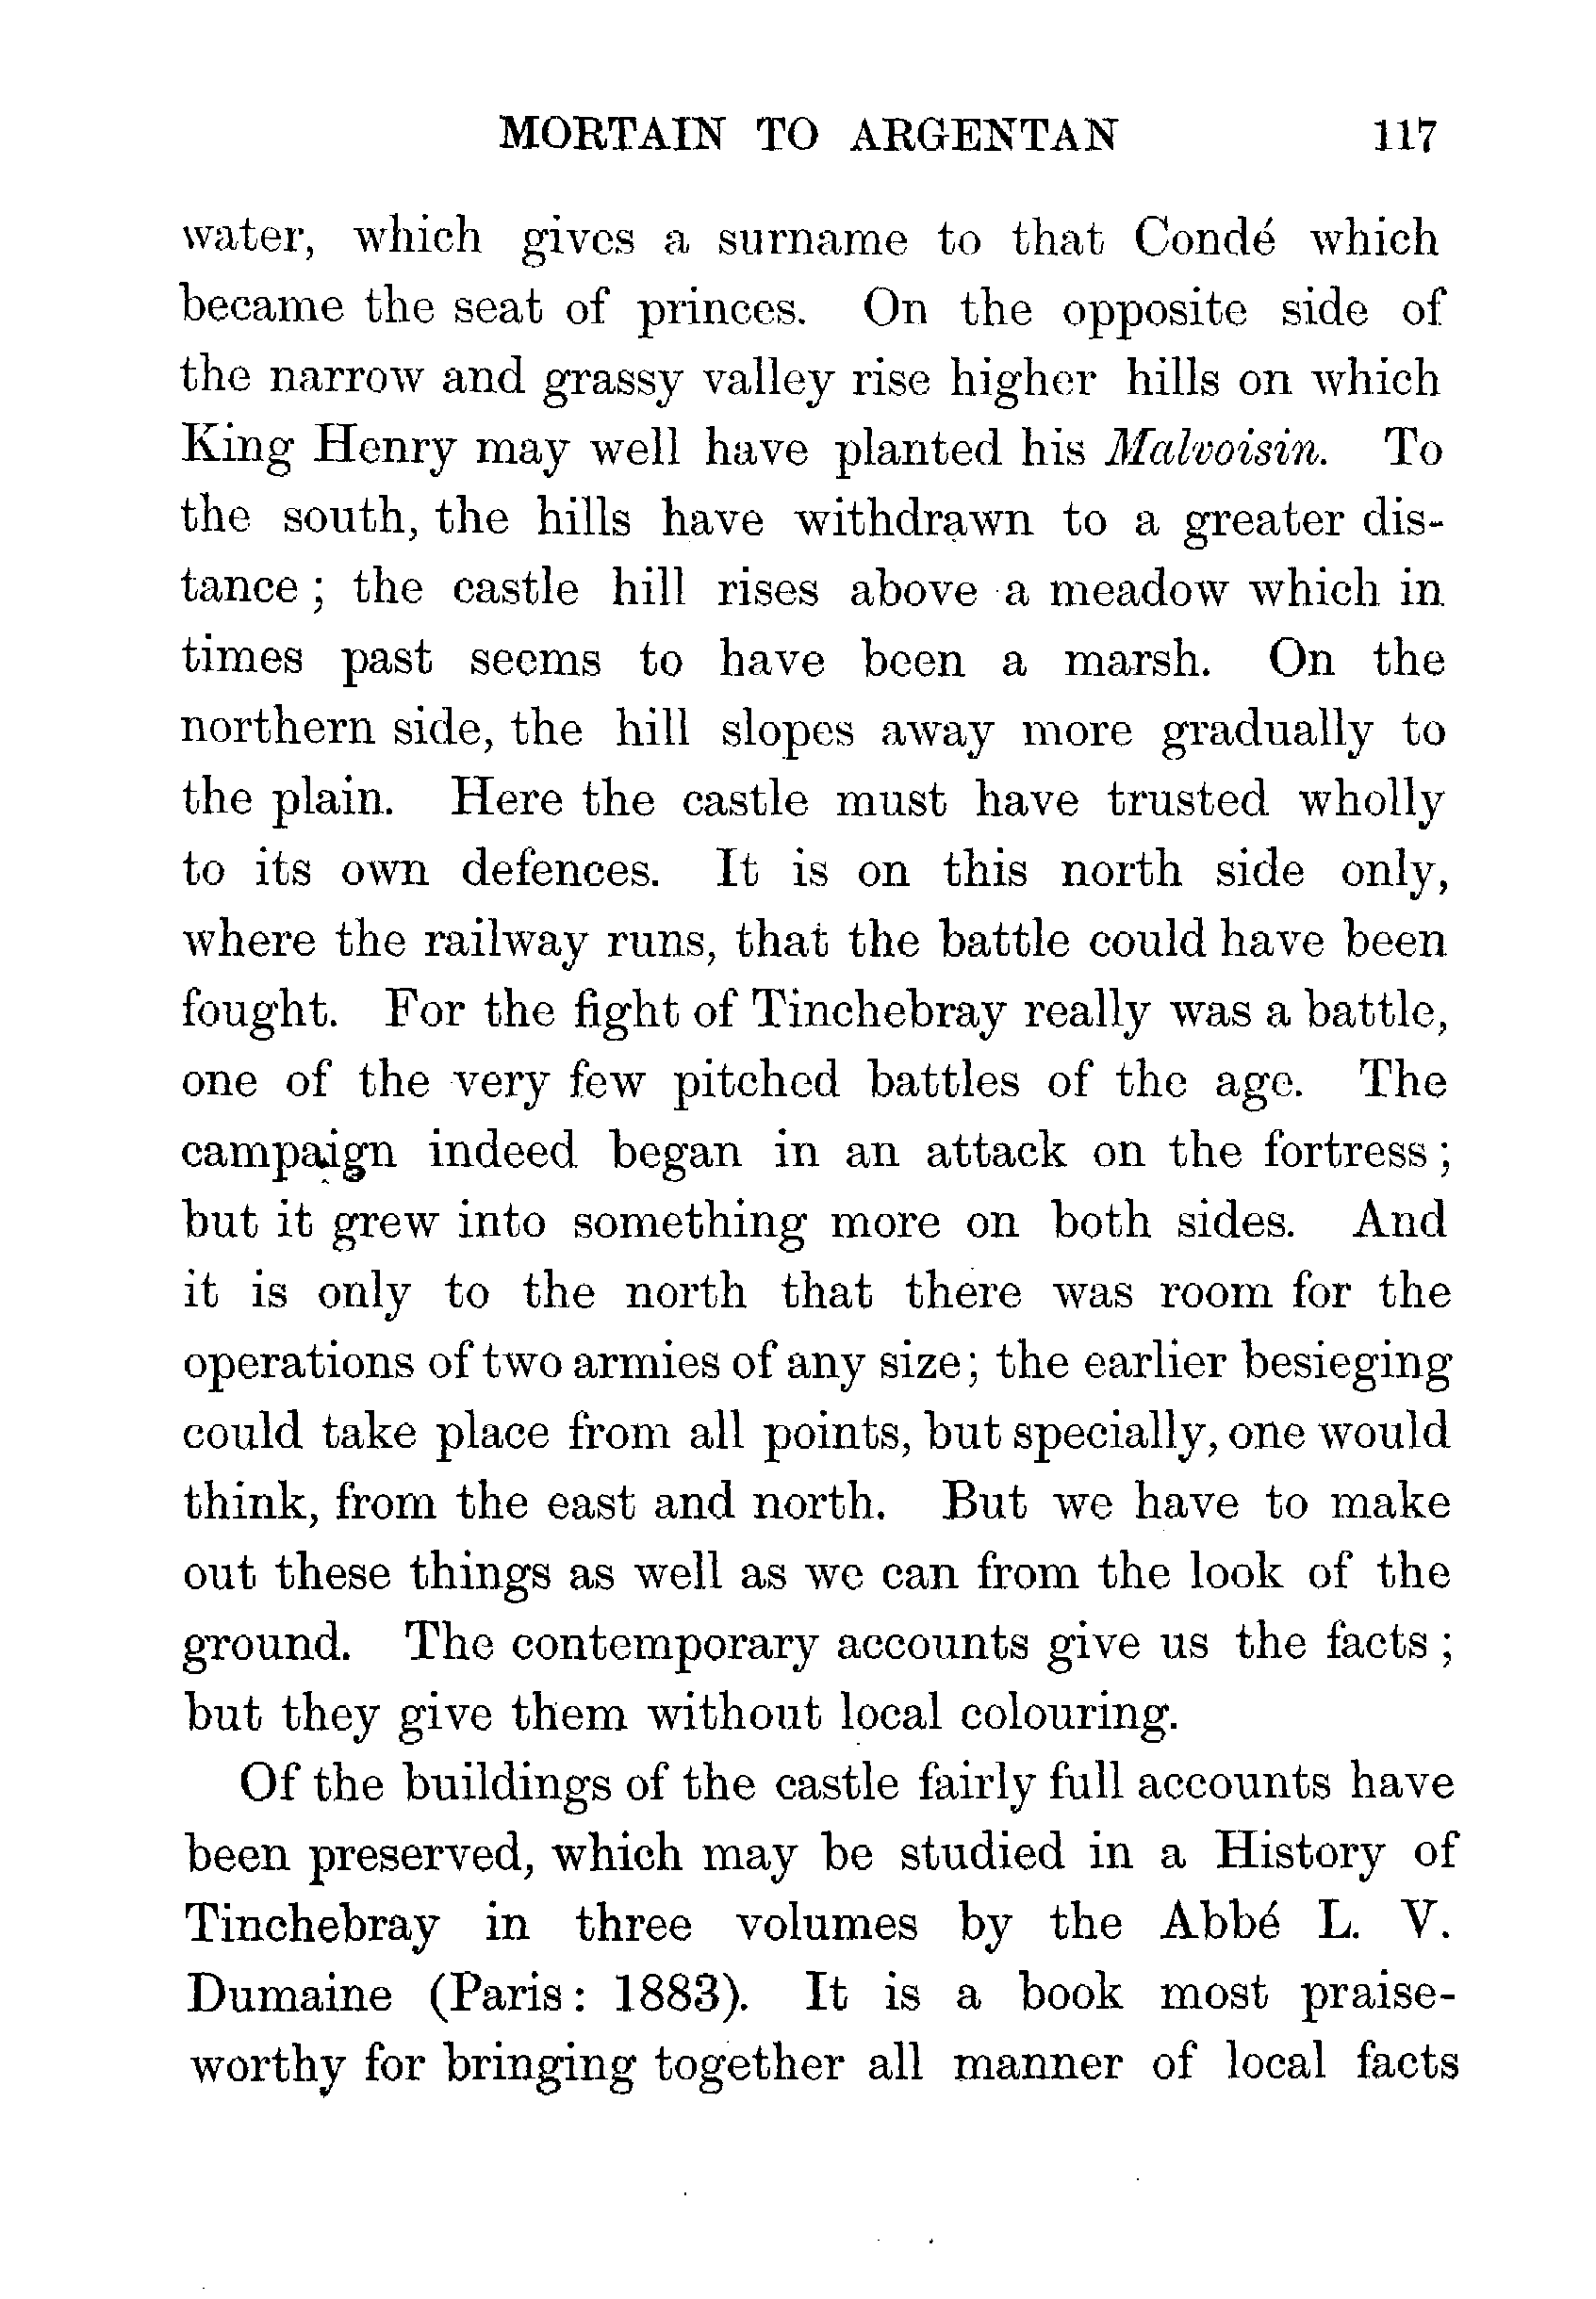 MORTAIN TO ARGENTAN 117
water, which gives a surname to that Condé which
became the seat of princes. On the opposite side of
the narrow and grassy valley rise higher hills on which
King Henry may well have planted his Malvoisin. To
the south, the hills have withdrawn to a greater dis-
tance ; the castle hill rises above a meadow which in
times past seems to have been a marsh. On the
northern side, the hill slopes away more gradually to
the plain. Here the castle must have trusted wholly
to its own defences. It is on this north side only,
where the railway runs, that the battle could have been
fought. For the fight of Tinchebray really was a battle,
one of the very few pitched battles of the age. The
campaign indeed began in an attack on the fortress ;
but it grew into something more on both sides. And
it is only to the north that there was room for the
operations of two armies of any size; the earlier besieging
could take place from all points, but specially, one would
think, from the east and north. But we have to make
out these things as well as we can from the look of the
ground. The contemporary accounts give us the facts ;
but they give them without local colouring.
Of the buildings of the castle fairly full accounts have
been preserved, which may be studied in a History of
Tinchebray in three volumes by the Abbé L. V.
Dumaine (Paris: 1883). It is a book most praise-
worthy for bringing together all manner of local facts